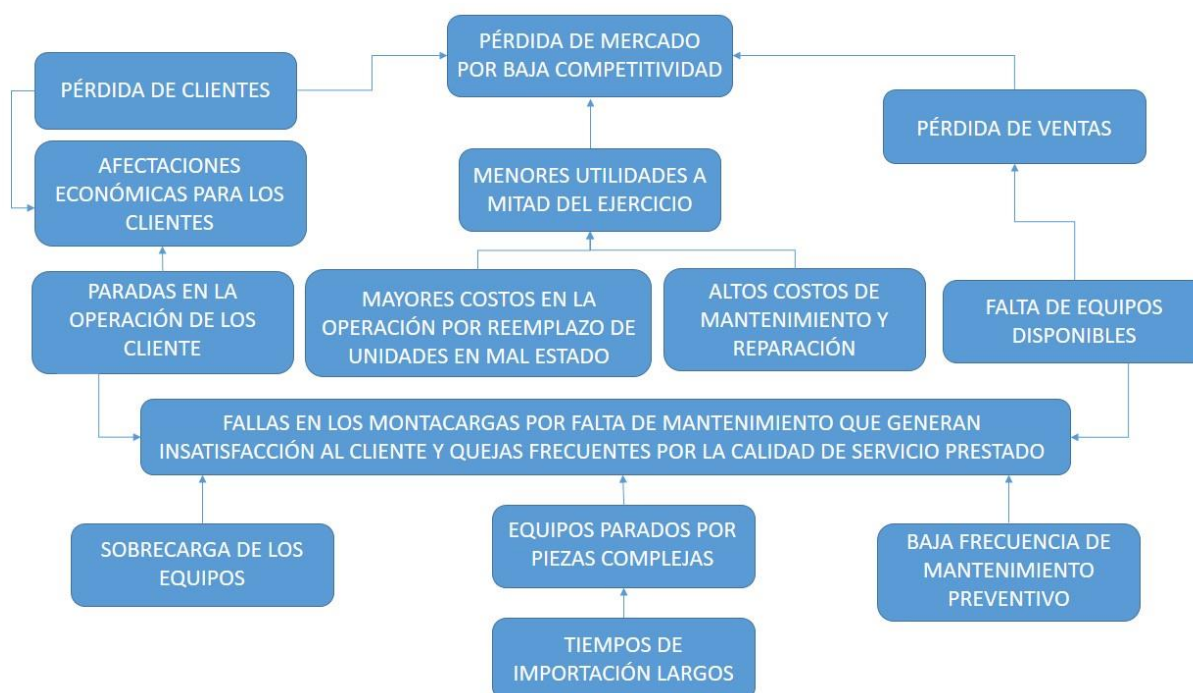 PÉRDIDA DE MERCADO
POR BAJA COMPETITIVIDAD
PÉRDIDA DE CLIENTES
PÉRDIDA DE VENTAS
AFECTACIONES
ECONÓMICAS PARA LOS
CLIENTES
MENORES UTILIDADES A
MITAD DEL EJERCICIO
PARADAS EN LA
OPERACIÓN DE LOS
CLIENTE
MAYORES COSTOS EN LA
OPERACIÓN POR REEMPLAZO DE
UNIDADES EN MAL ESTADO
ALTOS COSTOS DE
MANTENIMIENTO Y
REPARACIÓN
FALTA DE EQUIPOS
DISPONIBLES
FALLAS EN LOS MONTACARGAS POR FALTA DE MANTENIMIENTO QUE GENERAN
INSATISFACCIÓN AL CLIENTE Y QUEJAS FRECUENTES POR LA CALIDAD DE SERVICIO PRESTADO
SOBRECARGA DE LOS
EQUIPOS
EQUIPOS PARADOS POR
PIEZAS COMPLEJAS
BAJA FRECUENCIA DE
MANTENIMIENTO
PREVENTIVO
TIEMPOS DE
IMPORTACIÓN LARGOS